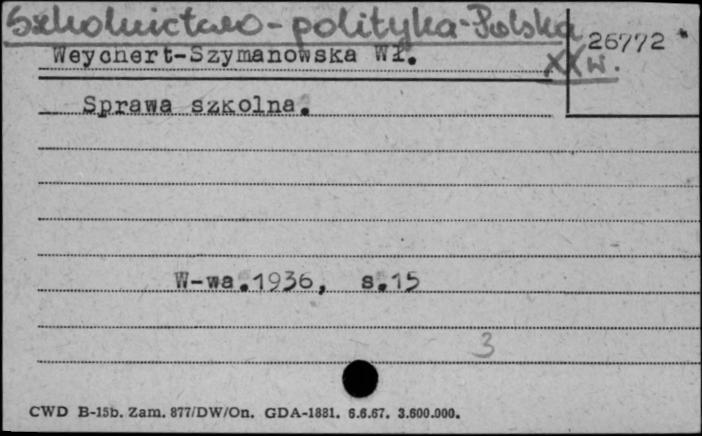 Szkolnictwo - polityka - Polska
XX w.
26772
Weychert-Szymanowska Wł.
Sprawa szkolna.
W-wa.1936, s.15
3
CWD B-15b. Zam. 877/DW/On. GDA-1881. 6.6.67. 3.600.000.